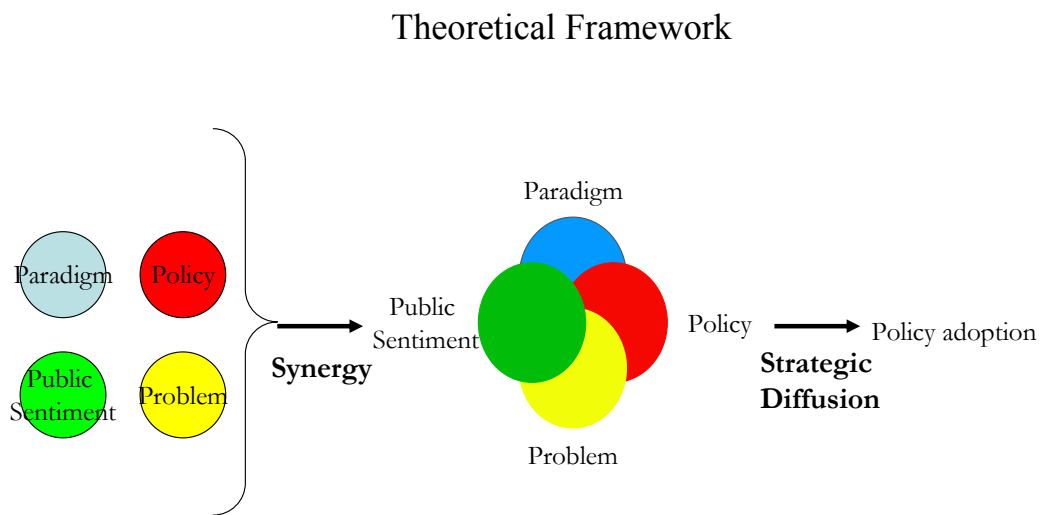 Theoretical Framework
Paradigm
Policy
Public
Sentiment
Problem
Synergy
Paradigm
Public
Sentiment
Policy
Problem
Strategic
Diffusion
Policy adoption